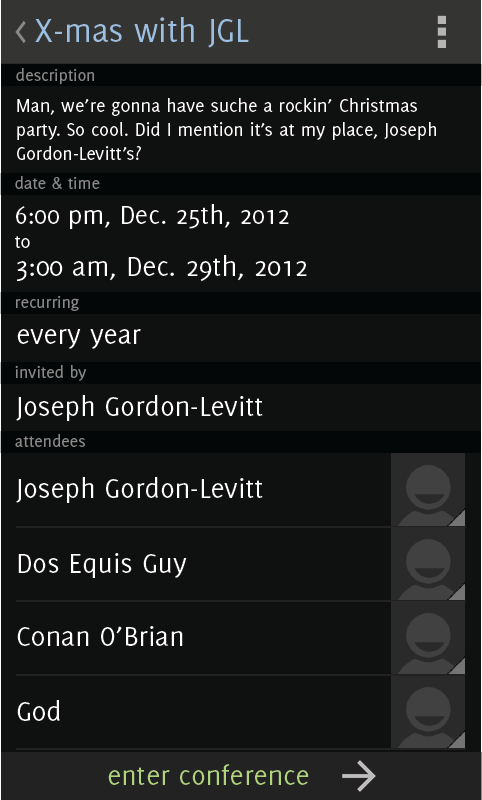 X-mas with JGL
description
Man, we're gonna have suche a rockin' Christmas
party. So cool. Did I mention it's at my place, Joseph
Gordon-Levitt's?
date & time
6:00 pm, Dec. 25th, 2012
to
3:00 am, Dec. 29th, 2012
recurring
every year
invited by
Joseph Gordon-Levitt
attendees
Joseph Gordon-Levitt
Dos Equis Guy
Conan O'Brian
God
enter conference